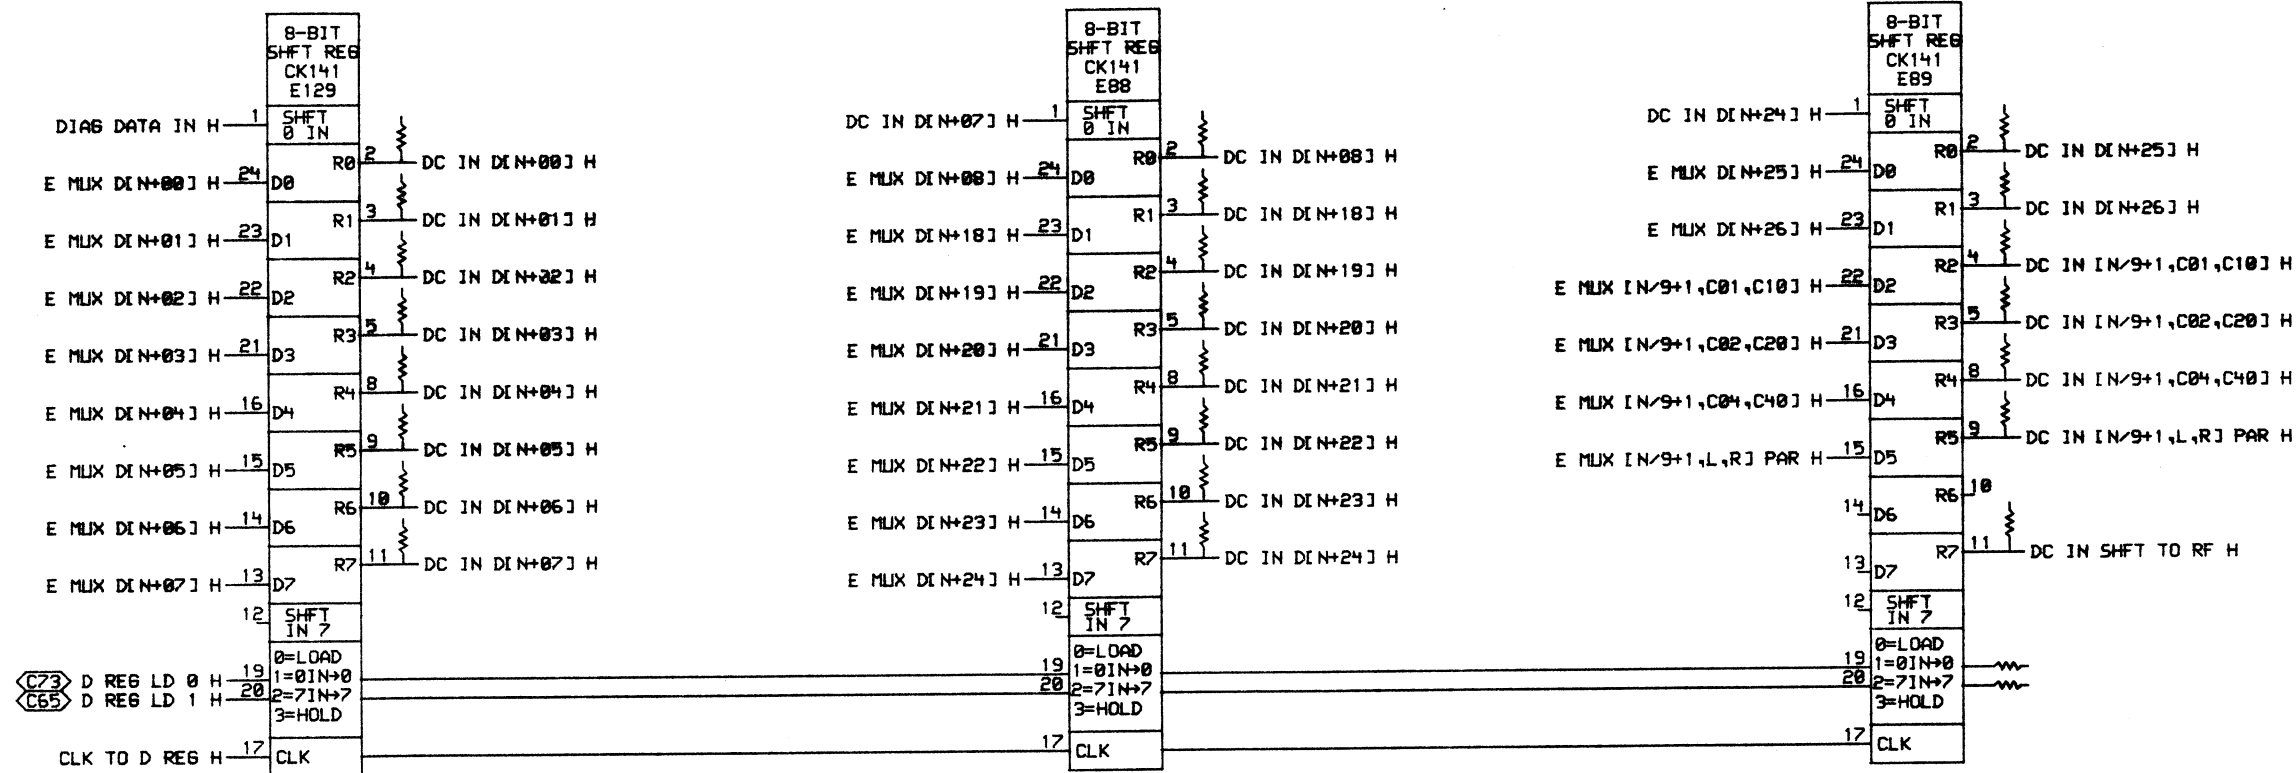 8-BIT
SHFT REG
CK141
E129
DIAG DATA IN H 1 SHFT
0 IN
R0 2 DC IN D[N+00] H
E MUX D[N+00] H 24 D0
R1 3 DC IN D[N+01] H
E MUX D[N+01] H 23 D1
R2 4 DC IN D[N+02] H
E MUX D[N+02] H 22 D2
R3 5 DC IN D[N+03] H
E MUX D[N+03] H 21 D3
R4 8 DC IN D[N+04] H
E MUX D[N+04] H 16 D4
R5 9 DC IN D[N+05] H
E MUX D[N+05] H 15 D5
R6 10 DC IN D[N+06] H
E MUX D[N+06] H 14 D6
R7 11 DC IN D[N+07] H
E MUX D[N+07] H 13 D7
12 SHFT
IN 7
0=LOAD
C73 D REG LD 0 H 19 1=0IN→0
C65 D REG LD 1 H 20 2=7IN→7
3=HOLD
CLK TO D REG H 17 CLK
8-BIT
SHFT REG
CK141
E88
DC IN D[N+07] H 1 SHFT
0 IN
R0 2 DC IN D[N+08] H
E MUX D[N+08] H 24 D0
R1 3 DC IN D[N+18] H
E MUX D[N+18] H 23 D1
R2 4 DC IN D[N+19] H
E MUX D[N+19] H 22 D2
R3 5 DC IN D[N+20] H
E MUX D[N+20] H 21 D3
R4 8 DC IN D[N+21] H
E MUX D[N+21] H 16 D4
R5 9 DC IN D[N+22] H
E MUX D[N+22] H 15 D5
R6 10 DC IN D[N+23] H
E MUX D[N+23] H 14 D6
R7 11 DC IN D[N+24] H
E MUX D[N+24] H 13 D7
12 SHFT
IN 7
0=LOAD
19 1=0IN→0
20 2=7IN→7
3=HOLD
17 CLK
8-BIT
SHFT REG
CK141
E89
DC IN D[N+24] H 1 SHFT
0 IN
R0 2 DC IN D[N+25] H
E MUX D[N+25] H 24 D0
R1 3 DC IN D[N+26] H
E MUX D[N+26] H 23 D1
R2 4 DC IN [N/9+1,C01,C10] H
E MUX [N/9+1,C01,C10] H 22 D2
R3 5 DC IN [N/9+1,C02,C20] H
E MUX [N/9+1,C02,C20] H 21 D3
R4 8 DC IN [N/9+1,C04,C40] H
E MUX [N/9+1,C04,C40] H 16 D4
R5 9 DC IN [N/9+1,L,R] PAR H
E MUX [N/9+1,L,R] PAR H 15 D5
R6 10
14 D6
R7 11 DC IN SHFT TO RF H
13 D7
12 SHFT
IN 7
0=LOAD
19 1=0IN→0
20 2=7IN→7
3=HOLD
17 CLK